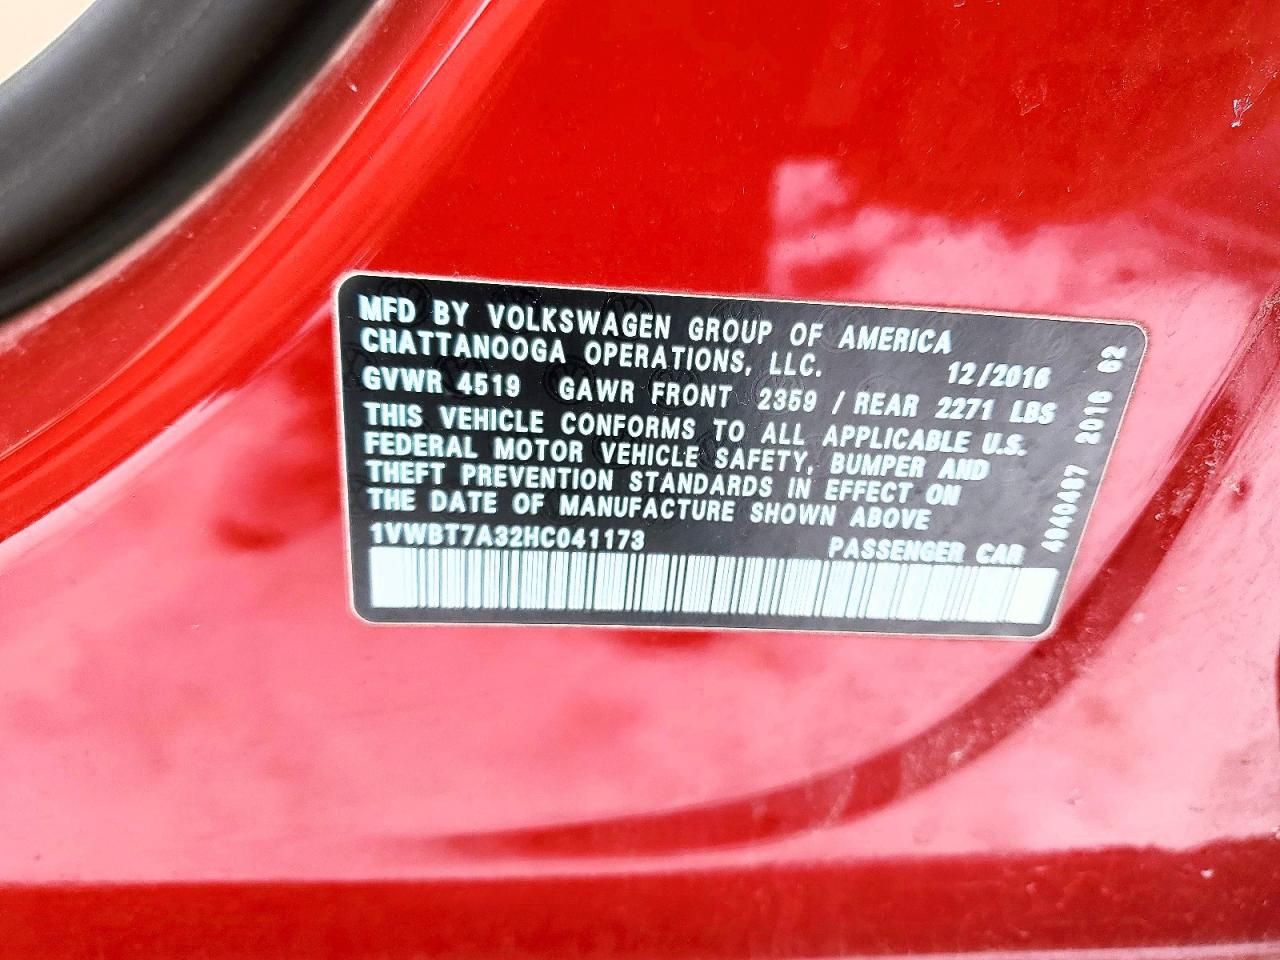 MFD BY VOLKSWAGEN GROUP OF AMERICA
CHATTANOOGA OPERATIONS, LLC. 12/2016
GVWR 4519 GAWR FRONT 2359 / REAR 2271 LBS
THIS VEHICLE CONFORMS TO ALL APPLICABLE U.S.
FEDERAL MOTOR VEHICLE SAFETY, BUMPER AND
THEFT PREVENTION STANDARDS IN EFFECT ON
THE DATE OF MANUFACTURE SHOWN ABOVE
1VWBT7A32HC041173 PASSENGER CAR
4940487 2016 62